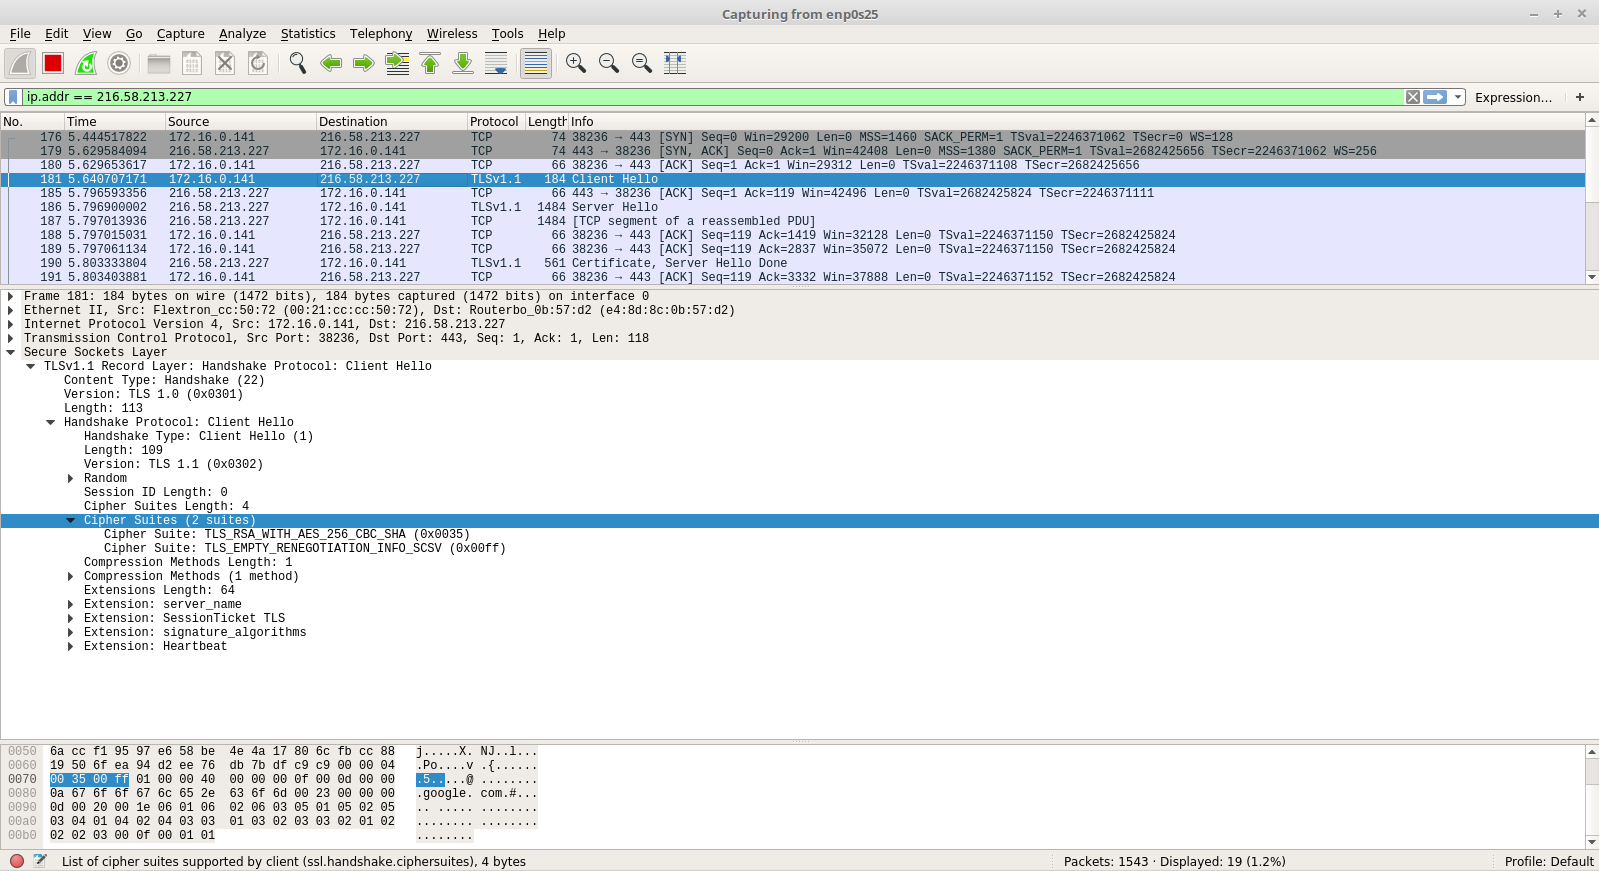 Capturing from enp0s25
File Edit View Go Capture Analyze Statistics Telephony Wireless Tools Help
ip.addr == 216.58.213.227 Expression… +
No. Time Source Destination Protocol Length Info
176 5.444517822 172.16.0.141 216.58.213.227 TCP 74 38236 → 443 [SYN] Seq=0 Win=29200 Len=0 MSS=1460 SACK_PERM=1 TSval=2246371062 TSecr=0 WS=128
179 5.629584094 216.58.213.227 172.16.0.141 TCP 74 443 → 38236 [SYN, ACK] Seq=0 Ack=1 Win=42408 Len=0 MSS=1380 SACK_PERM=1 TSval=2682425656 TSecr=2246371062 WS=256
180 5.629653617 172.16.0.141 216.58.213.227 TCP 66 38236 → 443 [ACK] Seq=1 Ack=1 Win=29312 Len=0 TSval=2246371108 TSecr=2682425656
181 5.640707171 172.16.0.141 216.58.213.227 TLSv1.1 184 Client Hello
185 5.796593356 216.58.213.227 172.16.0.141 TCP 66 443 → 38236 [ACK] Seq=1 Ack=119 Win=42496 Len=0 TSval=2682425824 TSecr=2246371111
186 5.796900002 216.58.213.227 172.16.0.141 TLSv1.1 1484 Server Hello
187 5.797013936 216.58.213.227 172.16.0.141 TCP 1484 [TCP segment of a reassembled PDU]
188 5.797015031 172.16.0.141 216.58.213.227 TCP 66 38236 → 443 [ACK] Seq=119 Ack=1419 Win=32128 Len=0 TSval=2246371150 TSecr=2682425824
189 5.797061134 172.16.0.141 216.58.213.227 TCP 66 38236 → 443 [ACK] Seq=119 Ack=2837 Win=35072 Len=0 TSval=2246371150 TSecr=2682425824
190 5.803333804 216.58.213.227 172.16.0.141 TLSv1.1 561 Certificate, Server Hello Done
191 5.803403881 172.16.0.141 216.58.213.227 TCP 66 38236 → 443 [ACK] Seq=119 Ack=3332 Win=37888 Len=0 TSval=2246371152 TSecr=2682425824
Frame 181: 184 bytes on wire (1472 bits), 184 bytes captured (1472 bits) on interface 0
Ethernet II, Src: Flextron_cc:50:72 (00:21:cc:cc:50:72), Dst: Routerbo_0b:57:d2 (e4:8d:8c:0b:57:d2)
Internet Protocol Version 4, Src: 172.16.0.141, Dst: 216.58.213.227
Transmission Control Protocol, Src Port: 38236, Dst Port: 443, Seq: 1, Ack: 1, Len: 118
Secure Sockets Layer
TLSv1.1 Record Layer: Handshake Protocol: Client Hello
Content Type: Handshake (22)
Version: TLS 1.0 (0x0301)
Length: 113
Handshake Protocol: Client Hello
Handshake Type: Client Hello (1)
Length: 109
Version: TLS 1.1 (0x0302)
Random
Session ID Length: 0
Cipher Suites Length: 4
Cipher Suites (2 suites)
Cipher Suite: TLS_RSA_WITH_AES_256_CBC_SHA (0x0035)
Cipher Suite: TLS_EMPTY_RENEGOTIATION_INFO_SCSV (0x00ff)
Compression Methods Length: 1
Compression Methods (1 method)
Extensions Length: 64
Extension: server_name
Extension: SessionTicket TLS
Extension: signature_algorithms
Extension: Heartbeat
0050 6a cc f1 95 97 e6 58 be 4e 4a 17 80 6c fb cc 88 j.....X. NJ..l...
0060 19 50 6f ea 94 d2 ee 76 db 7b df c9 c9 00 00 04 .Po....v .{......
0070 00 35 00 ff 01 00 00 40 00 00 00 0f 00 0d 00 00 .5.....@ ........
0080 0a 67 6f 6f 67 6c 65 2e 63 6f 6d 00 23 00 00 00 .google. com.#...
0090 0d 00 20 00 1e 06 01 06 02 06 03 05 01 05 02 05 .. ..... ........
00a0 03 04 01 04 02 04 03 03 01 03 02 03 03 02 01 02 ........ ........
00b0 02 02 03 00 0f 00 01 01 ........
List of cipher suites supported by client (ssl.handshake.ciphersuites), 4 bytes Packets: 1543 · Displayed: 19 (1.2%) Profile: Default